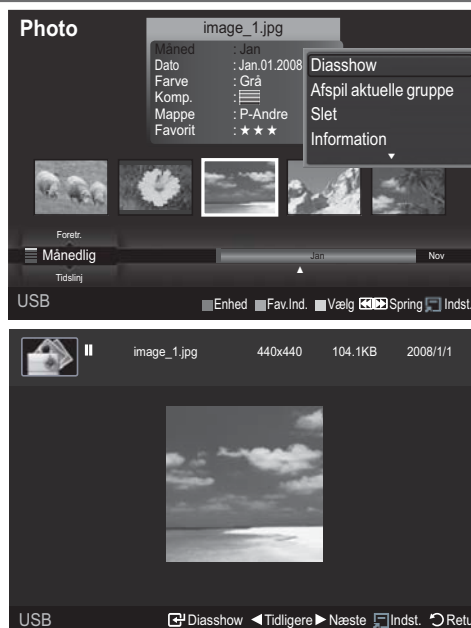 Photo
image_1.jpg
Måned : Jan
Dato : Jan.01.2008
Farve : Grå
Komp. :
Mappe : P-Andre
Favorit : ★ ★ ★
Diasshow
Afspil aktuelle gruppe
Slet
Information
Foretr.
Månedlig
Jan
Nov
Tidslinj
USB
Enhed Fav.Ind. Vælg Spring Indst.
image_1.jpg 440x440 104.1KB 2008/1/1
USB
Diasshow ◀Tidligere ▶ Næste Indst. Retu